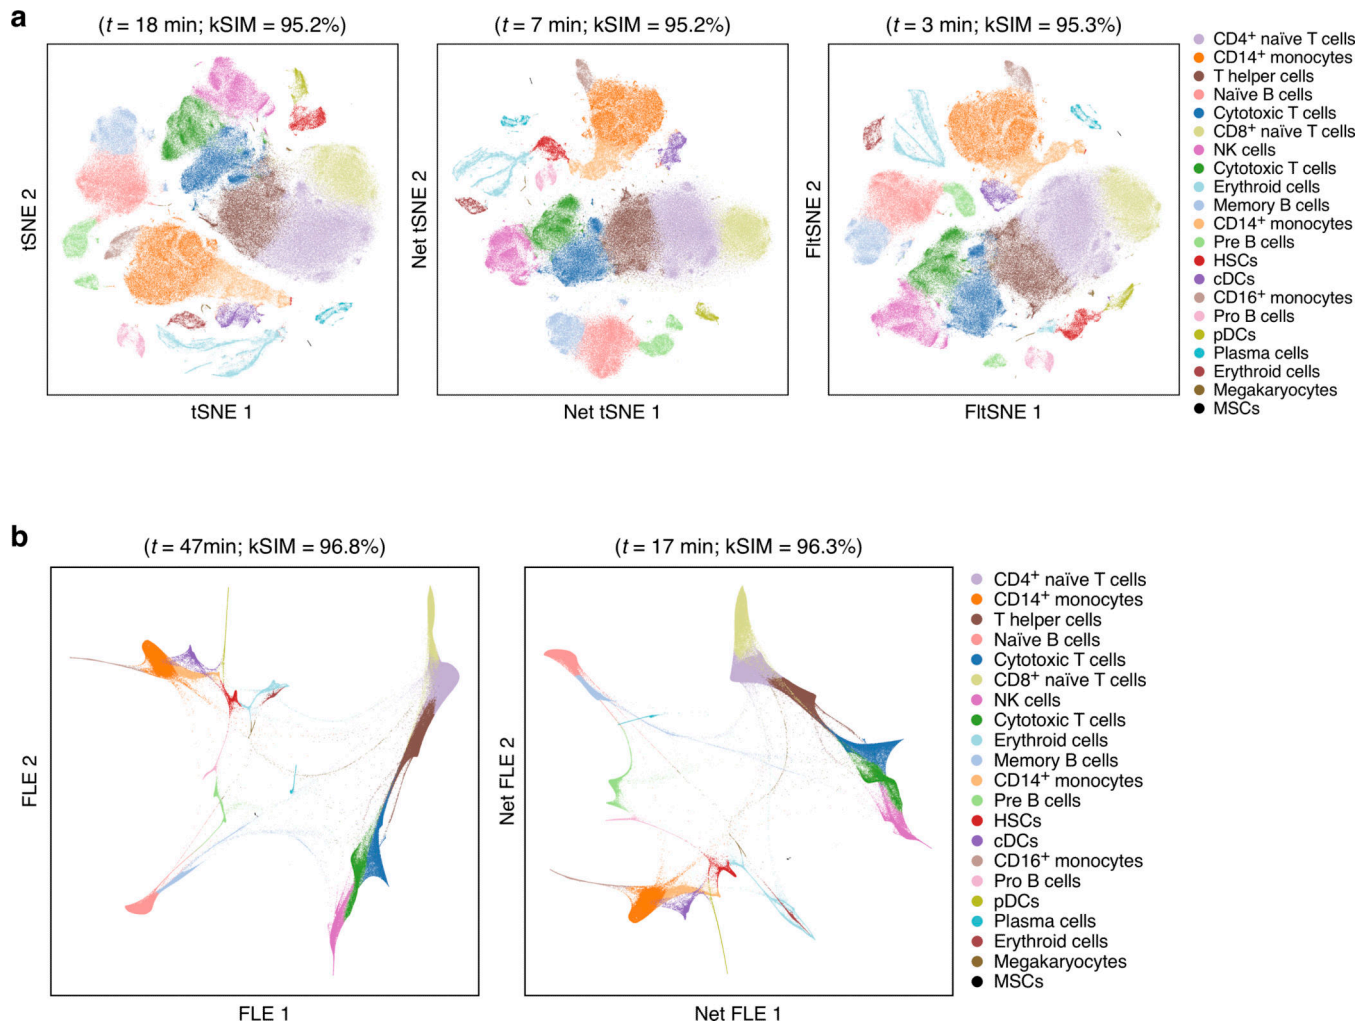 a
(t = 18 min; kSIM = 95.2%)
(t = 7 min; kSIM = 95.2%)
(t = 3 min; kSIM = 95.3%)
tSNE 2
tSNE 1
Net tSNE 2
Net tSNE 1
FItSNE 2
FItSNE 1
CD4⁺ naïve T cells
CD14⁺ monocytes
T helper cells
Naïve B cells
Cytotoxic T cells
CD8⁺ naïve T cells
NK cells
Cytotoxic T cells
Erythroid cells
Memory B cells
CD14⁺ monocytes
Pre B cells
HSCs
cDCs
CD16⁺ monocytes
Pro B cells
pDCs
Plasma cells
Erythroid cells
Megakaryocytes
MSCs
b
(t = 47min; kSIM = 96.8%)
(t = 17 min; kSIM = 96.3%)
FLE 2
FLE 1
Net FLE 2
Net FLE 1
CD4⁺ naïve T cells
CD14⁺ monocytes
T helper cells
Naïve B cells
Cytotoxic T cells
CD8⁺ naïve T cells
NK cells
Cytotoxic T cells
Erythroid cells
Memory B cells
CD14⁺ monocytes
Pre B cells
HSCs
cDCs
CD16⁺ monocytes
Pro B cells
pDCs
Plasma cells
Erythroid cells
Megakaryocytes
MSCs